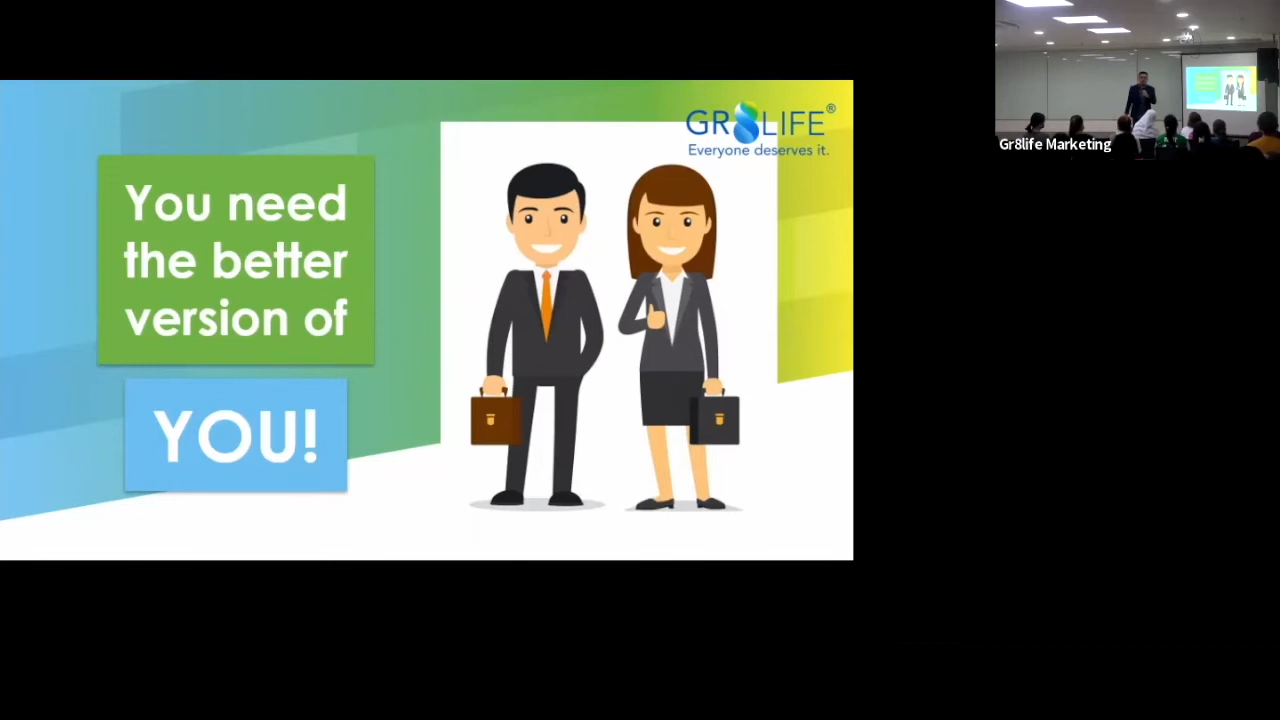 You need
the better
version of
YOU!
GR8LIFE®
Everyone deserves it.
Gr8life Marketing